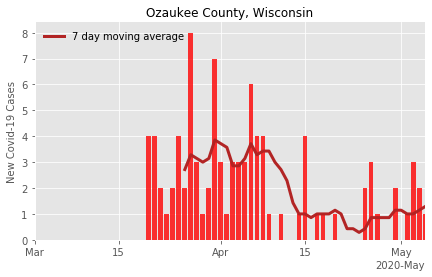 Ozaukee County, Wisconsin
7 day moving average
New Covid-19 Cases
8
7
6
5
4
3
2
1
0
Mar 15 Apr 15 May
2020-May